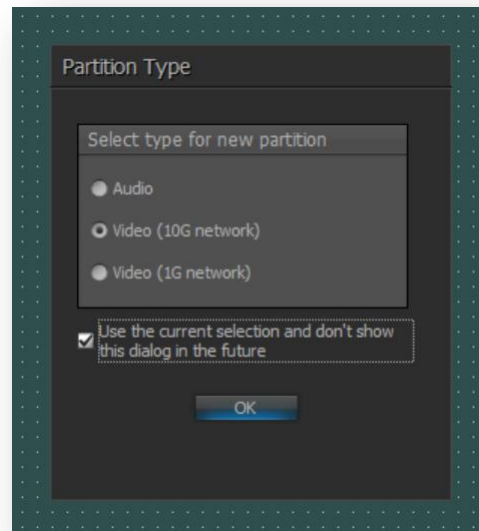 Partition Type
Select type for new partition
Audio
Video (10G network)
Video (1G network)
Use the current selection and don't show
this dialog in the future
OK